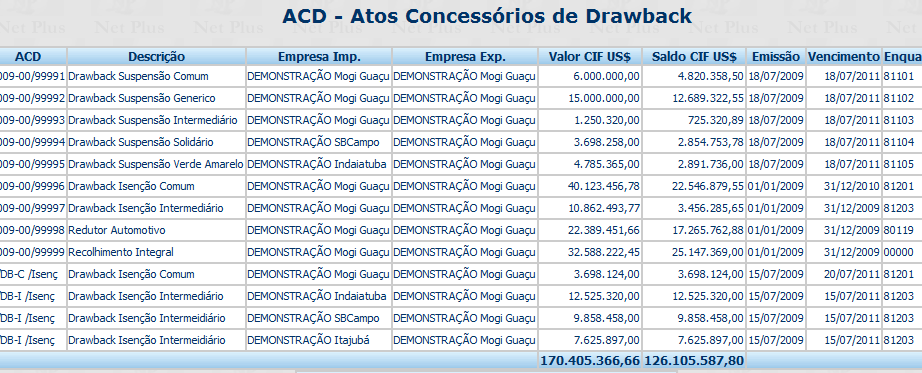 ACD - Atos Concessórios de Drawback
ACD Descrição Empresa Imp. Empresa Exp. Valor CIF US$ Saldo CIF US$ Emissão Vencimento Enqua
009-00/99991 Drawback Suspensão Comum DEMONSTRAÇÃO Mogi Guaçu DEMONSTRAÇÃO Mogi Guaçu 6.000.000,00 4.820.358,50 18/07/2009 18/07/2011 81101
009-00/99992 Drawback Suspensão Generico DEMONSTRAÇÃO Mogi Guaçu DEMONSTRAÇÃO Mogi Guaçu 15.000.000,00 12.689.322,55 18/07/2009 18/07/2011 81102
009-00/99993 Drawback Suspensão Intermediário DEMONSTRAÇÃO Mogi Guaçu DEMONSTRAÇÃO Mogi Guaçu 1.250.320,00 725.320,89 18/07/2009 18/07/2011 81103
009-00/99994 Drawback Suspensão Solidário DEMONSTRAÇÃO SBCampo DEMONSTRAÇÃO Mogi Guaçu 3.698.258,00 2.854.753,78 18/07/2009 18/07/2011 81104
009-00/99995 Drawback Suspensão Verde Amarelo DEMONSTRAÇÃO Indaiatuba DEMONSTRAÇÃO Mogi Guaçu 4.785.365,00 2.891.736,00 18/07/2009 18/07/2011 81105
009-00/99996 Drawback Isenção Comum DEMONSTRAÇÃO Mogi Guaçu DEMONSTRAÇÃO Mogi Guaçu 40.123.456,78 22.546.879,55 01/01/2009 31/12/2010 81201
009-00/99997 Drawback Isenção Intermediário DEMONSTRAÇÃO Mogi Guaçu DEMONSTRAÇÃO Mogi Guaçu 10.862.493,77 3.456.285,65 01/01/2009 31/12/2009 81203
009-00/99998 Redutor Automotivo DEMONSTRAÇÃO Mogi Guaçu DEMONSTRAÇÃO Mogi Guaçu 22.389.451,66 17.265.762,88 01/01/2009 31/12/2009 80119
009-00/99999 Recolhimento Integral DEMONSTRAÇÃO Mogi Guaçu DEMONSTRAÇÃO Mogi Guaçu 32.588.222,45 25.147.369,00 01/01/2009 31/12/2009 00000
/DB-C /Isenç Drawback Isenção Comum DEMONSTRAÇÃO Mogi Guaçu DEMONSTRAÇÃO Mogi Guaçu 3.698.124,00 3.698.124,00 15/07/2009 20/07/2011 81201
/DB-I /Isenç Drawback Isenção Intermediário DEMONSTRAÇÃO Indaiatuba DEMONSTRAÇÃO Mogi Guaçu 12.525.320,00 12.525.320,00 15/07/2009 15/07/2011 81203
/DB-I /Isenç Drawback Isenção Intermeidiário DEMONSTRAÇÃO SBCampo DEMONSTRAÇÃO Mogi Guaçu 9.858.458,00 9.858.458,00 15/07/2009 15/07/2011 81203
/DB-I /Isenç Drawback Isenção Intermeidiário DEMONSTRAÇÃO Itajubá DEMONSTRAÇÃO Mogi Guaçu 7.625.897,00 7.625.897,00 15/07/2009 15/07/2011 81203
170.405.366,66 126.105.587,80